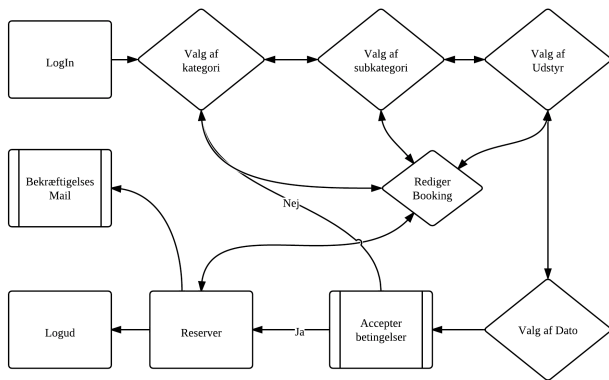 LogIn
Valg af
kategori
Valg af
subkategori
Valg af
Udstyr
Bekræftigelses
Mail
Rediger
Booking
Nej
Logud
Reserver
Ja
Accepter
betingelser
Valg af Dato